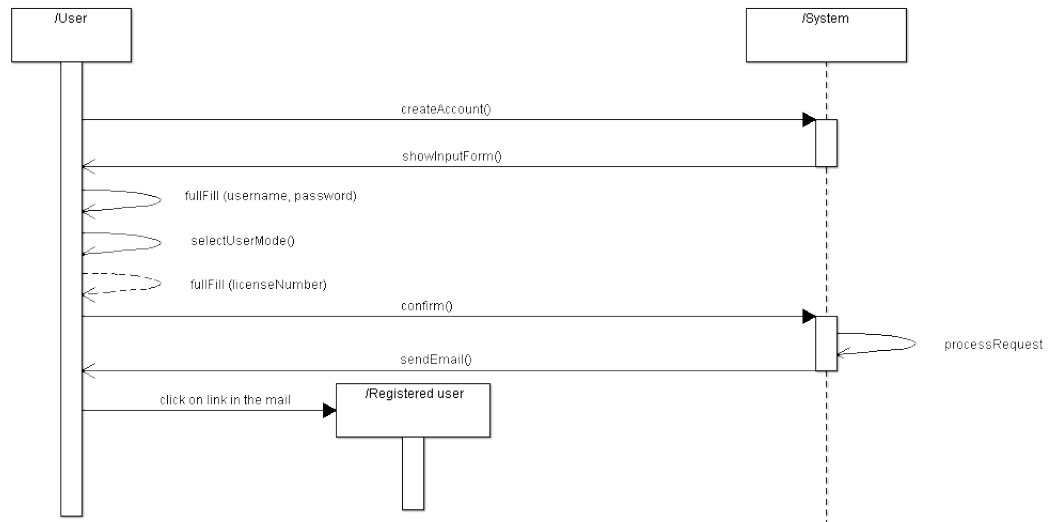 /User
/System
createAccount()
showInputForm()
fullFill (username, password)
selectUserMode()
fullFill (licenseNumber)
confirm()
processRequest
sendEmail()
click on link in the mail
/Registered user